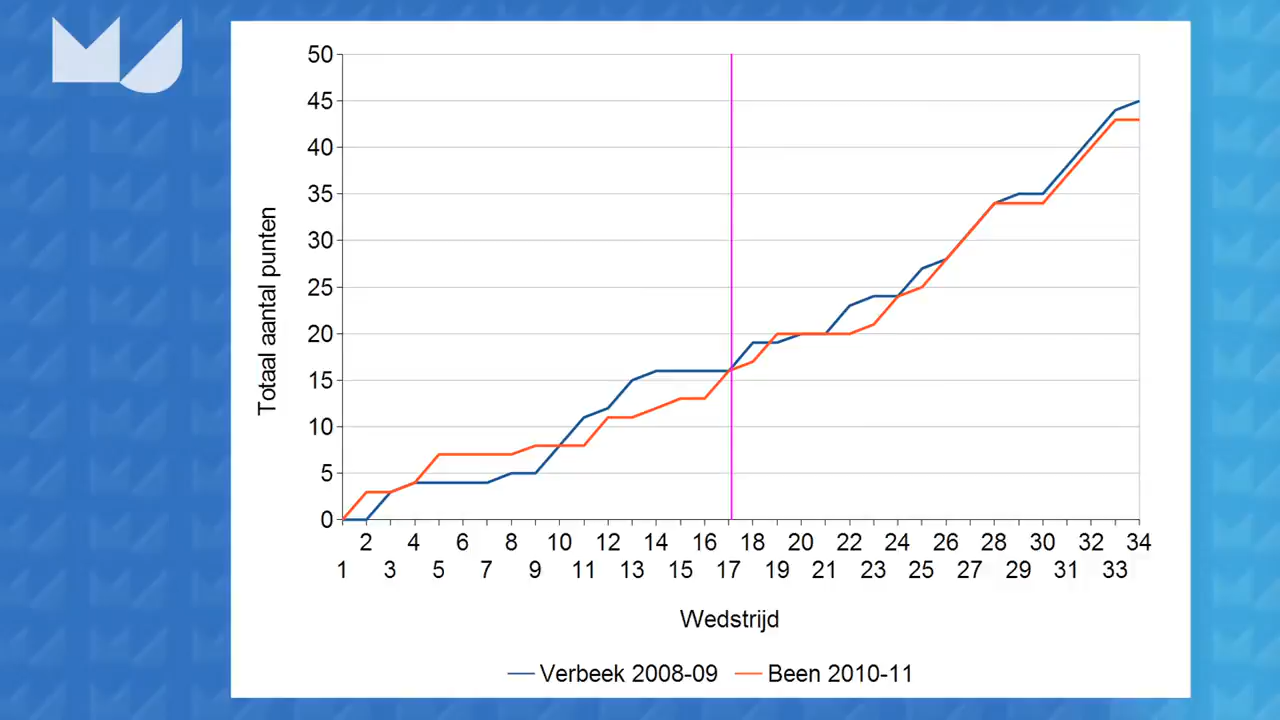 50
45
40
35
30
25
20
15
10
5
0
Totaal aantal punten
2 4 6 8 10 12 14 16 18 20 22 24 26 28 30 32 34
1 3 5 7 9 11 13 15 17 19 21 23 25 27 29 31 33
Wedstrijd
Verbeek 2008-09 Been 2010-11